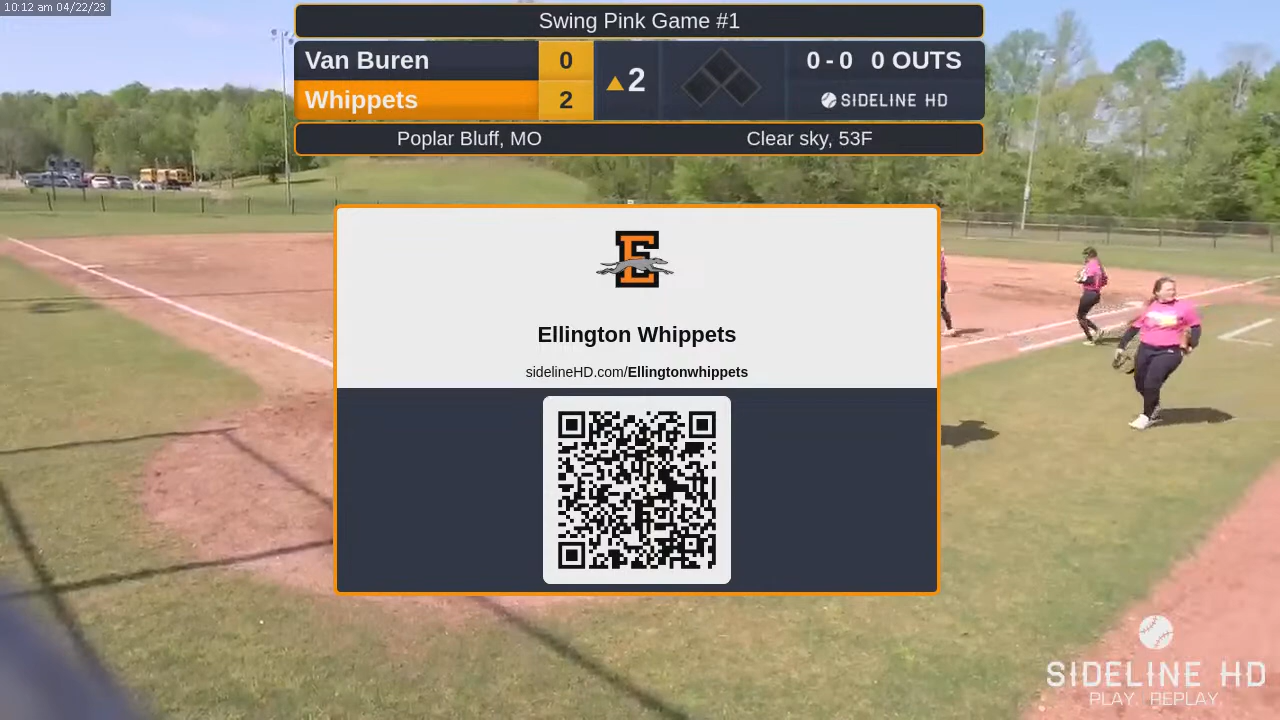 10:12 am 04/22/23
Swing Pink Game #1
Van Buren 0
Whippets 2
▲2
0 - 0 0 OUTS
SIDELINE HD
Poplar Bluff, MO Clear sky, 53F
E
Ellington Whippets
sidelineHD.com/Ellingtonwhippets
SIDELINE HD
PLAY. REPLAY.